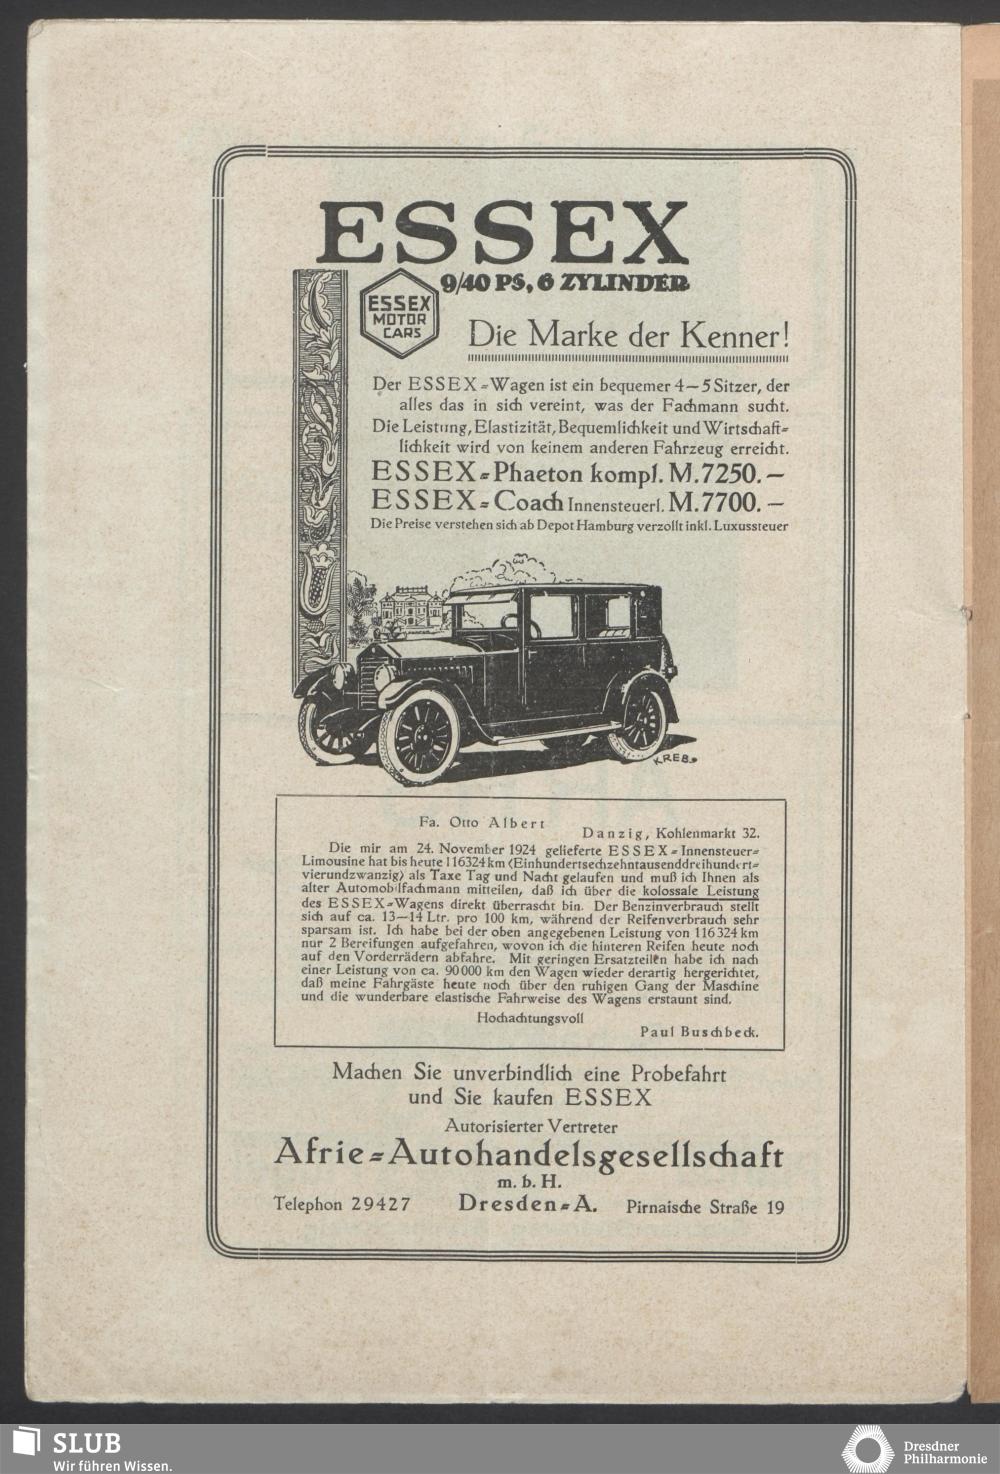 ESSEX
9/40 PS, 6 ZYLINDER
ESSEX
MOTOR
CARS
Die Marke der Kenner!
Der ESSEX=Wagen ist ein bequemer 4—5 Sitzer, der
alles das in sich vereint, was der Fachmann sucht.
Die Leistung, Elastizität, Bequemlichkeit und Wirtschaft=
lichkeit wird von keinem anderen Fahrzeug erreicht.
ESSEX=Phaeton kompl. M.7250.—
ESSEX=Coach Innensteuerl. M.7700.—
Die Preise verstehen sich ab Depot Hamburg verzollt inkl. Luxussteuer
KREBS
Fa. Otto Albert
Danzig, Kohlenmarkt 32.
Die mir am 24. November 1924 gelieferte ESSEX=Innensteuer=
Limousine hat bis heute 116324 km (Einhundertsechzehntausenddreihundert=
vierundzwanzig) als Taxe Tag und Nacht gelaufen und muß ich Ihnen als
alter Automobilfachmann mitteilen, daß ich über die kolossale Leistung
des ESSEX=Wagens direkt überrascht bin. Der Benzinverbrauch stellt
sich auf ca. 13—14 Ltr. pro 100 km, während der Reifenverbrauch sehr
sparsam ist. Ich habe bei der oben angegebenen Leistung von 116324 km
nur 2 Bereifungen aufgefahren, wovon ich die hinteren Reifen heute noch
auf den Vorderrädern abfahre. Mit geringen Ersatzteilen habe ich nach
einer Leistung von ca. 90000 km den Wagen wieder derartig hergerichtet,
daß meine Fahrgäste heute noch über den ruhigen Gang der Maschine
und die wunderbare elastische Fahrweise des Wagens erstaunt sind.
Hochachtungsvoll
Paul Buschbeck.
Machen Sie unverbindlich eine Probefahrt
und Sie kaufen ESSEX
Autorisierter Vertreter
Afrie=Autohandelsgesellschaft
m. b. H.
Telephon 29427 Dresden=A. Pirnaische Straße 19
SLUB
Wir führen Wissen.
Dresdner
Philharmonie